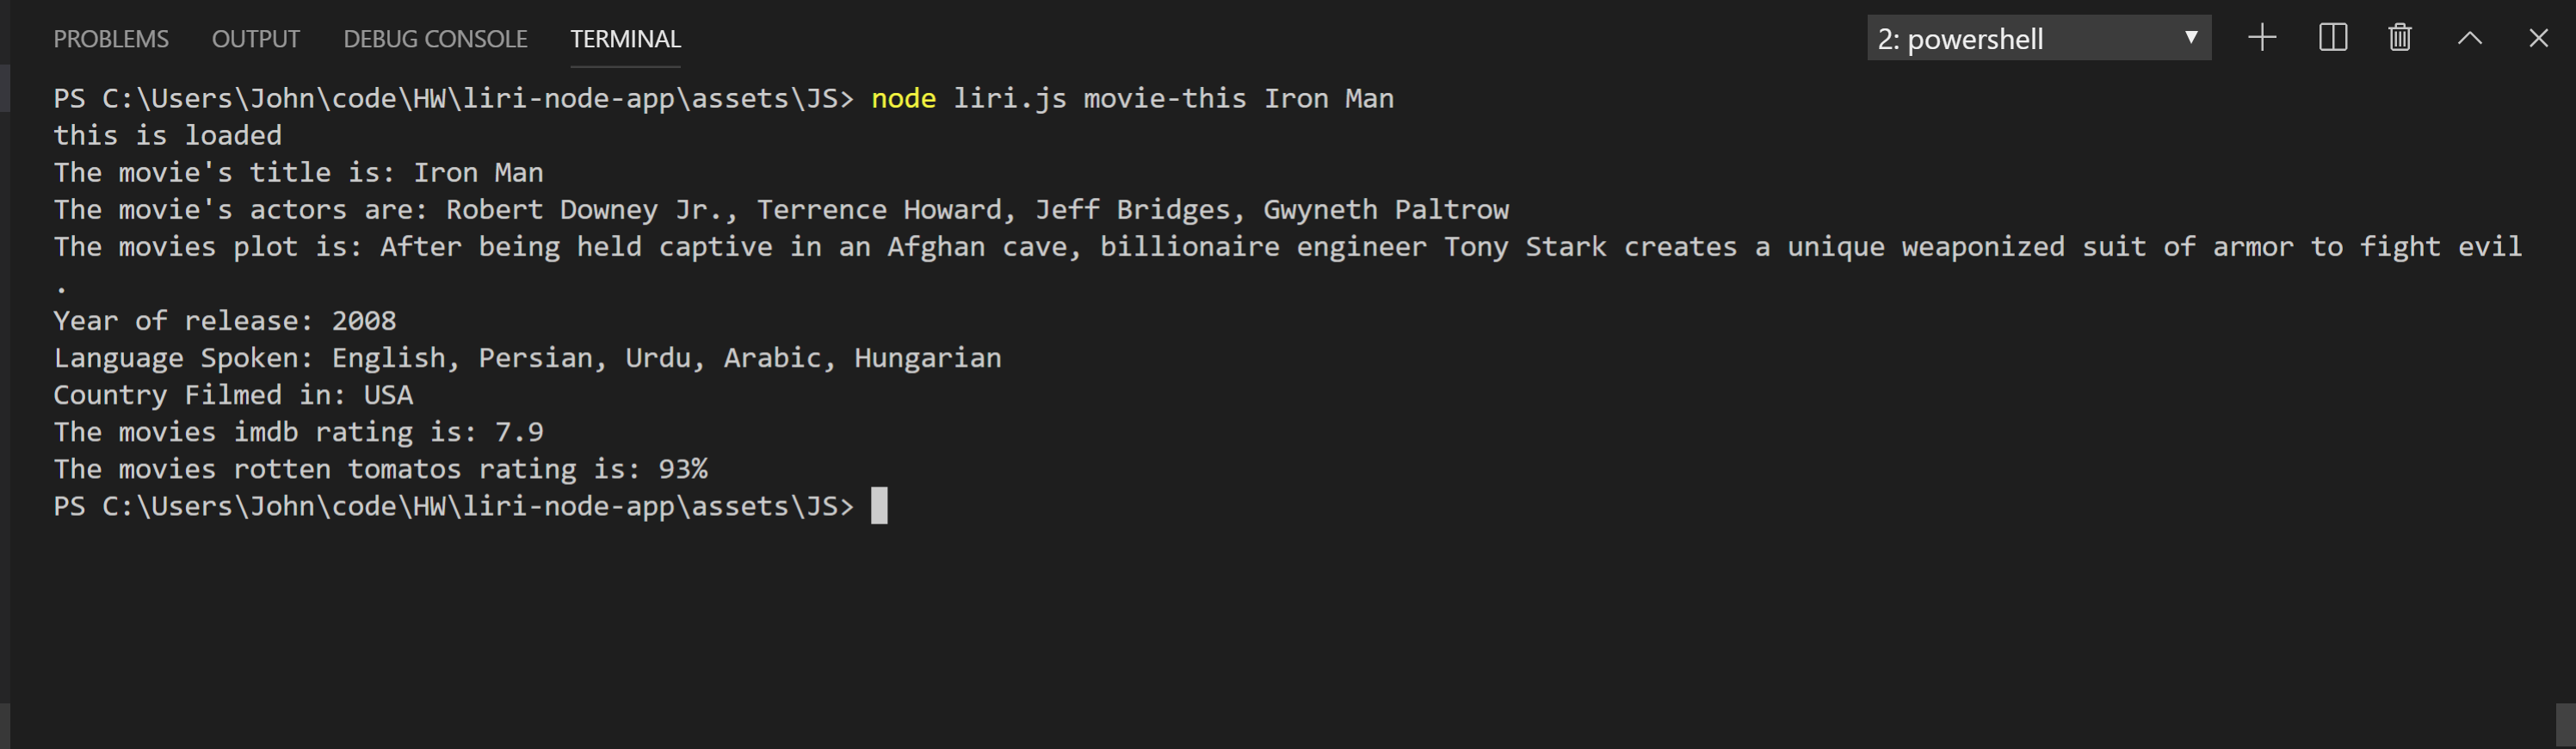 PROBLEMS OUTPUT DEBUG CONSOLE TERMINAL 2: powershell
PS C:\Users\John\code\HW\liri-node-app\assets\JS> node liri.js movie-this Iron Man
this is loaded
The movie's title is: Iron Man
The movie's actors are: Robert Downey Jr., Terrence Howard, Jeff Bridges, Gwyneth Paltrow
The movies plot is: After being held captive in an Afghan cave, billionaire engineer Tony Stark creates a unique weaponized suit of armor to fight evil
.
Year of release: 2008
Language Spoken: English, Persian, Urdu, Arabic, Hungarian
Country Filmed in: USA
The movies imdb rating is: 7.9
The movies rotten tomatos rating is: 93%
PS C:\Users\John\code\HW\liri-node-app\assets\JS>